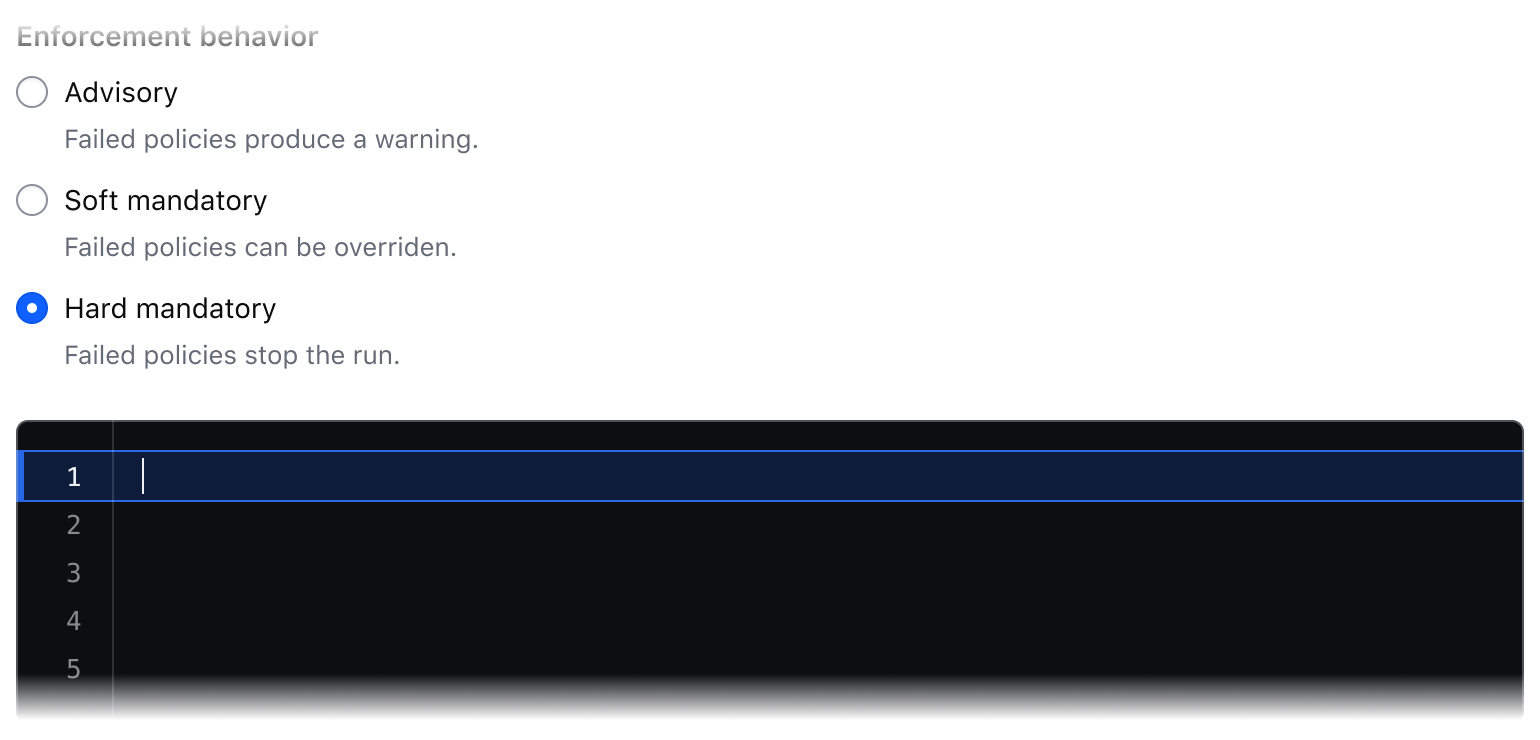 Enforcement behavior
Advisory
Failed policies produce a warning.
Soft mandatory
Failed policies can be overriden.
Hard mandatory
Failed policies stop the run.
1
2
3
4
5